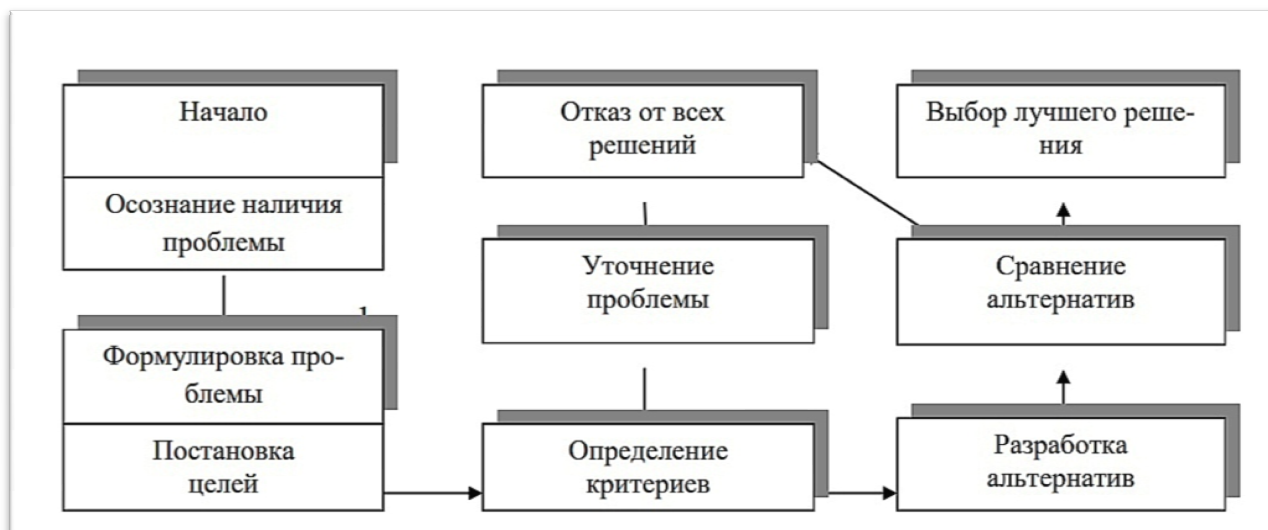 Начало
Осознание наличия
проблемы
Формулировка про-
блемы
Постановка
целей
Отказ от всех
решений
Уточнение
проблемы
Определение
критериев
Выбор лучшего реше-
ния
Сравнение
альтернатив
Разработка
альтернатив